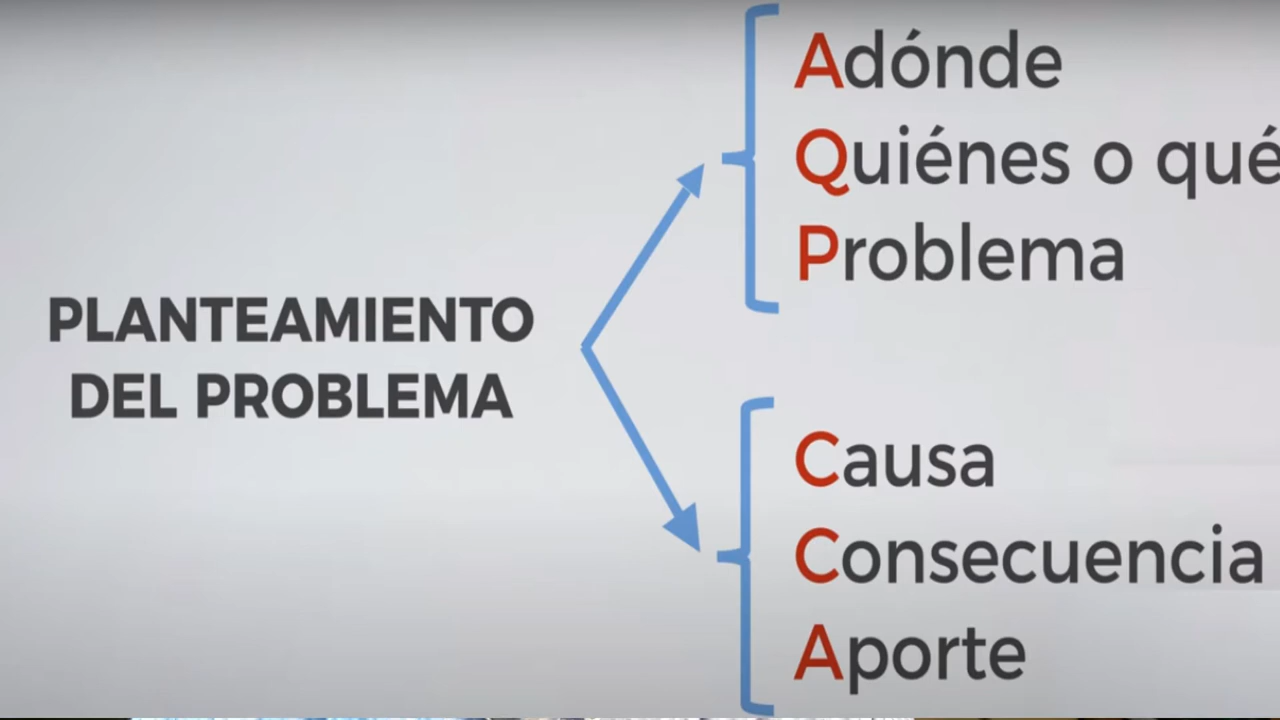 PLANTEAMIENTO
DEL PROBLEMA
Adónde
Quiénes o qué
Problema
Causa
Consecuencia
Aporte